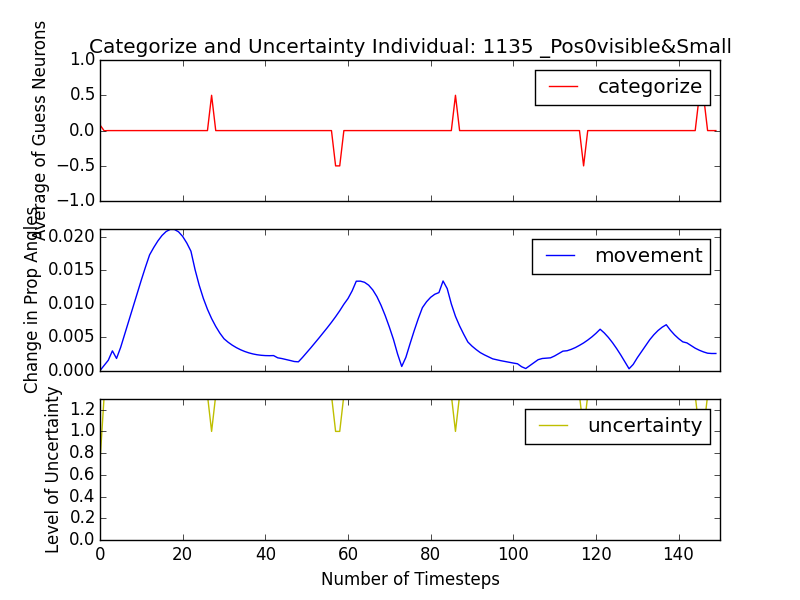 Categorize and Uncertainty Individual: 1135 _Pos0visible&Small
Average of Guess Neurons
1.0
0.5
0.0
−0.5
−1.0
categorize
Change in Prop Angles
0.020
0.015
0.010
0.005
0.000
movement
Level of Uncertainty
1.2
1.0
0.8
0.6
0.4
0.2
0.0
uncertainty
0 20 40 60 80 100 120 140
Number of Timesteps